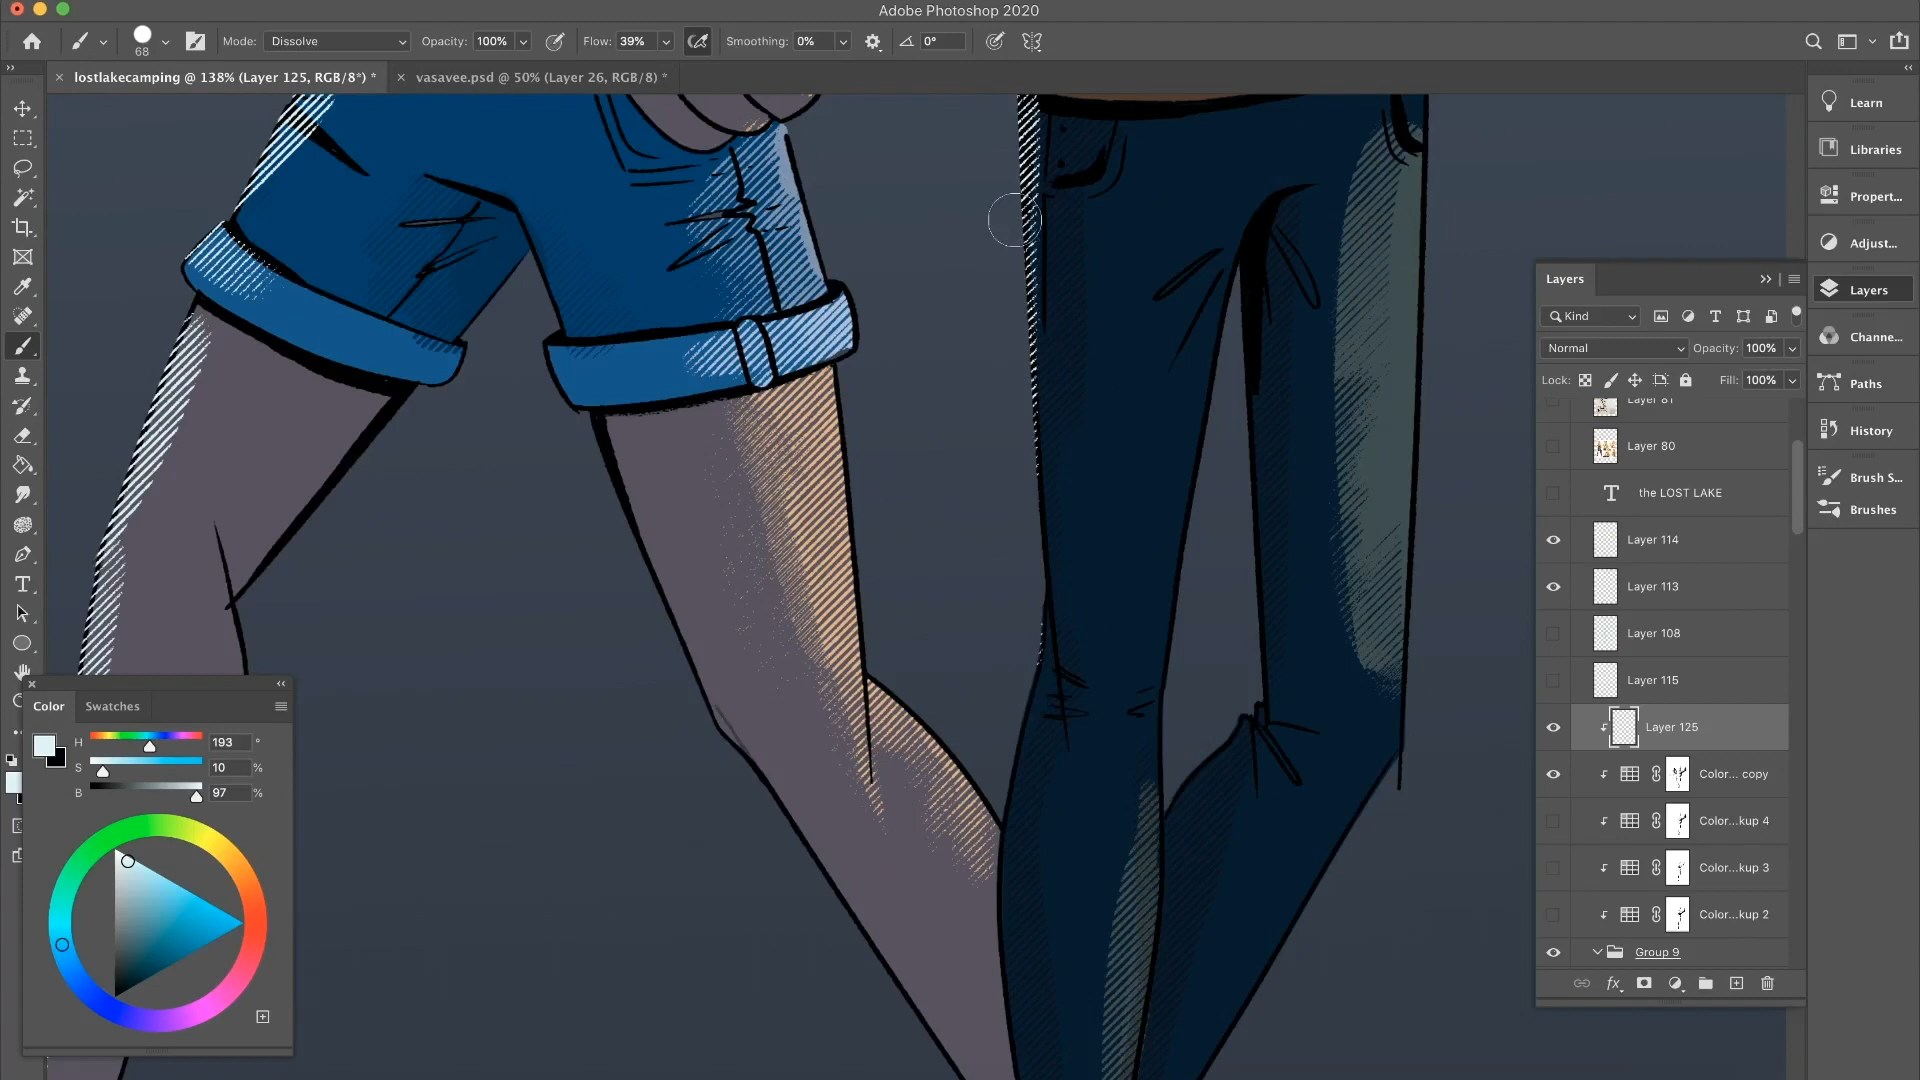 Adobe Photoshop 2020
68
Mode: Dissolve
Opacity: 100%
Flow: 39%
Smoothing: 0%
0°
lostlakecamping @ 138% (Layer 125, RGB/8*) *
vasavee.psd @ 50% (Layer 26, RGB/8) *
Learn
Libraries
Propert...
Adjust...
Layers
Channe...
Paths
History
Brush S...
Brushes
Layers
Kind
Normal
Opacity: 100%
Lock:
Fill: 100%
Layer 81
Layer 80
the LOST LAKE
Layer 114
Layer 113
Layer 108
Layer 115
Layer 125
Color... copy
Color...kup 4
Color...kup 3
Color...kup 2
Group 9
Color
Swatches
H 193 °
S 10 %
B 97 %